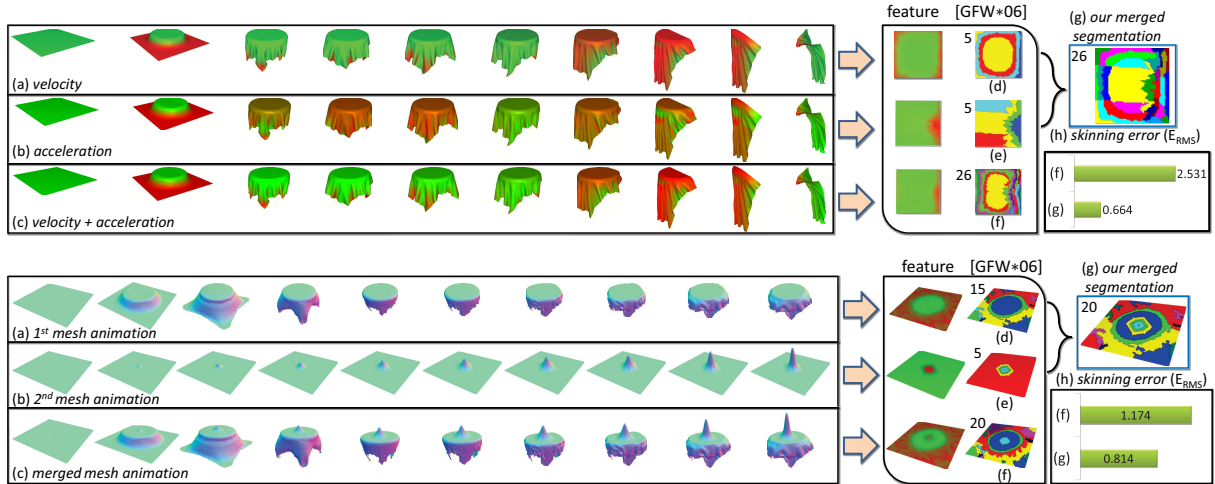 feature [GFW*06]
(g) our merged
segmentation
5
26
(a) velocity
(d)
5
(h) skinning error (ERMS)
(b) acceleration
(e)
(f) 2.531
26
(g) 0.664
(c) velocity + acceleration
(f)
feature [GFW*06]
(g) our merged
segmentation
15
20
(a) 1st mesh animation
(d)
5
(h) skinning error (ERMS)
(b) 2nd mesh animation
(e)
(f) 1.174
20
(g) 0.814
(c) merged mesh animation
(f)